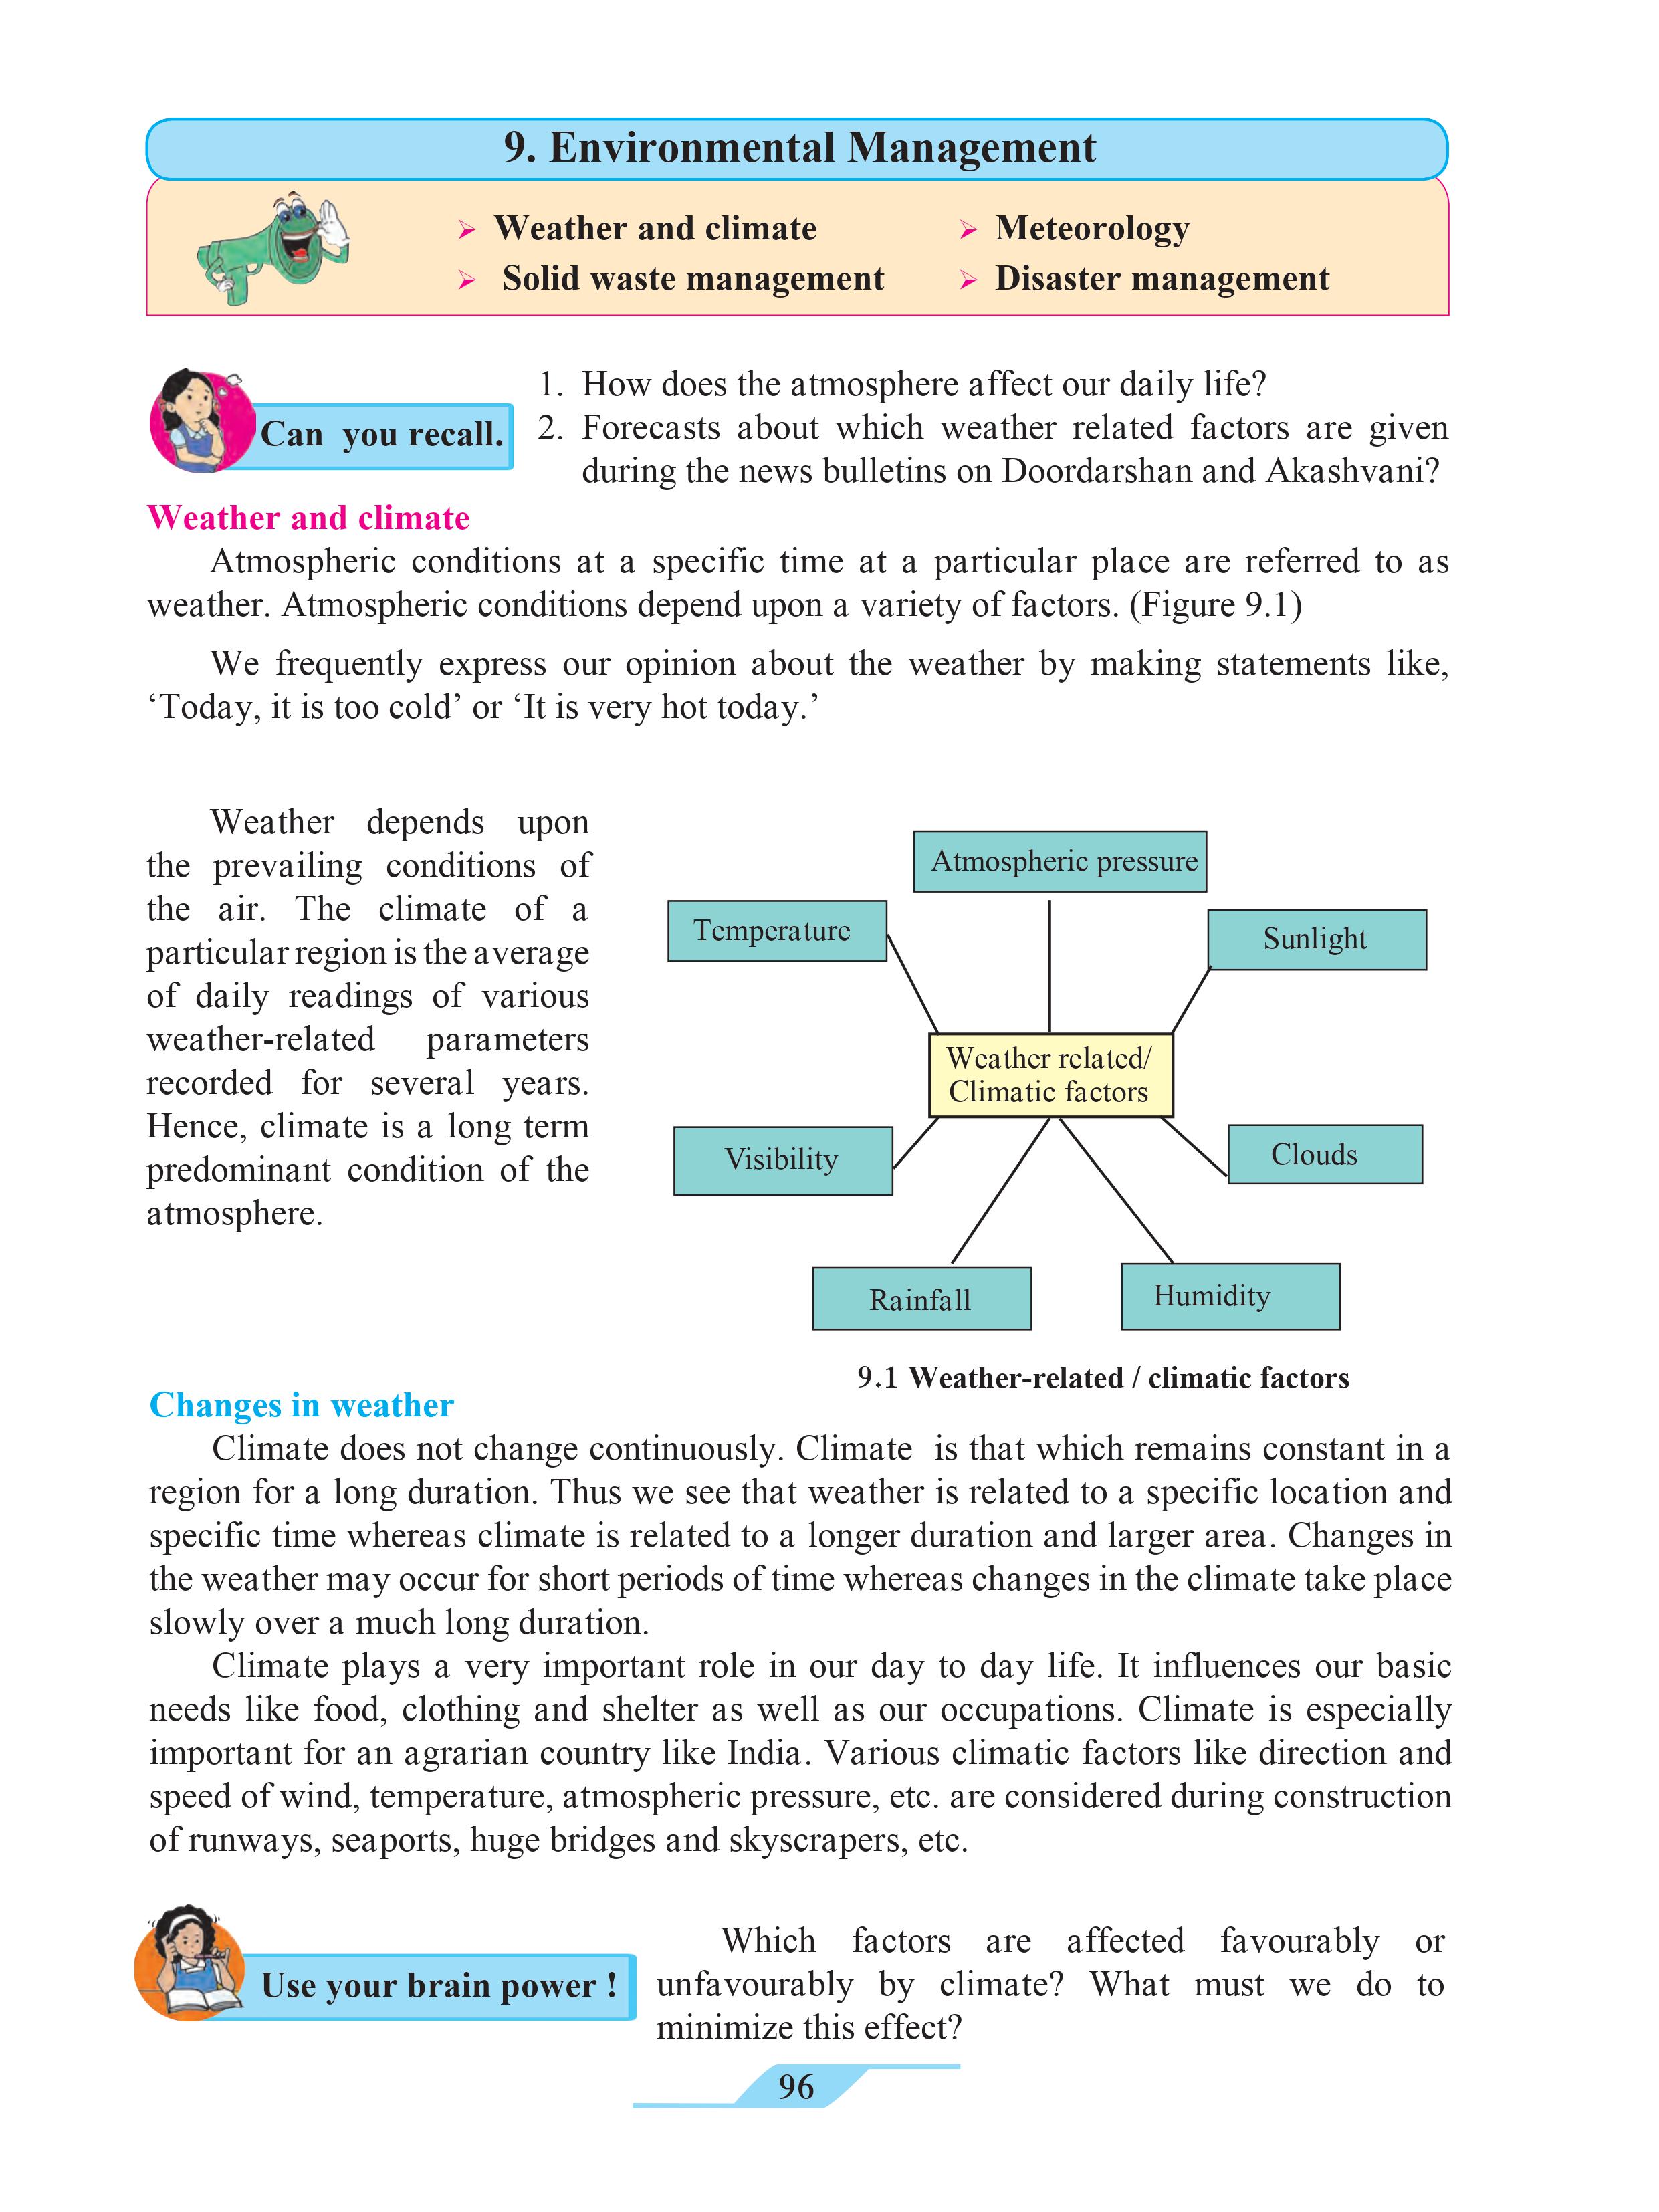 9. Environmental Management
➢ Weather and climate
➢ Meteorology
➢ Solid waste management
➢ Disaster management
Can you recall.
1. How does the atmosphere affect our daily life?
2. Forecasts about which weather related factors are given
during the news bulletins on Doordarshan and Akashvani?
Weather and climate
Atmospheric conditions at a specific time at a particular place are referred to as
weather. Atmospheric conditions depend upon a variety of factors. (Figure 9.1)
We frequently express our opinion about the weather by making statements like,
‘Today, it is too cold’ or ‘It is very hot today.’
Weather depends upon
the prevailing conditions of
the air. The climate of a
particular region is the average
of daily readings of various
weather-related parameters
recorded for several years.
Hence, climate is a long term
predominant condition of the
atmosphere.
Atmospheric pressure
Temperature
Sunlight
Weather related/
Climatic factors
Visibility
Clouds
Rainfall
Humidity
9.1 Weather-related / climatic factors
Changes in weather
Climate does not change continuously. Climate is that which remains constant in a
region for a long duration. Thus we see that weather is related to a specific location and
specific time whereas climate is related to a longer duration and larger area. Changes in
the weather may occur for short periods of time whereas changes in the climate take place
slowly over a much long duration.
Climate plays a very important role in our day to day life. It influences our basic
needs like food, clothing and shelter as well as our occupations. Climate is especially
important for an agrarian country like India. Various climatic factors like direction and
speed of wind, temperature, atmospheric pressure, etc. are considered during construction
of runways, seaports, huge bridges and skyscrapers, etc.
Use your brain power !
Which factors are affected favourably or
unfavourably by climate? What must we do to
minimize this effect?
96